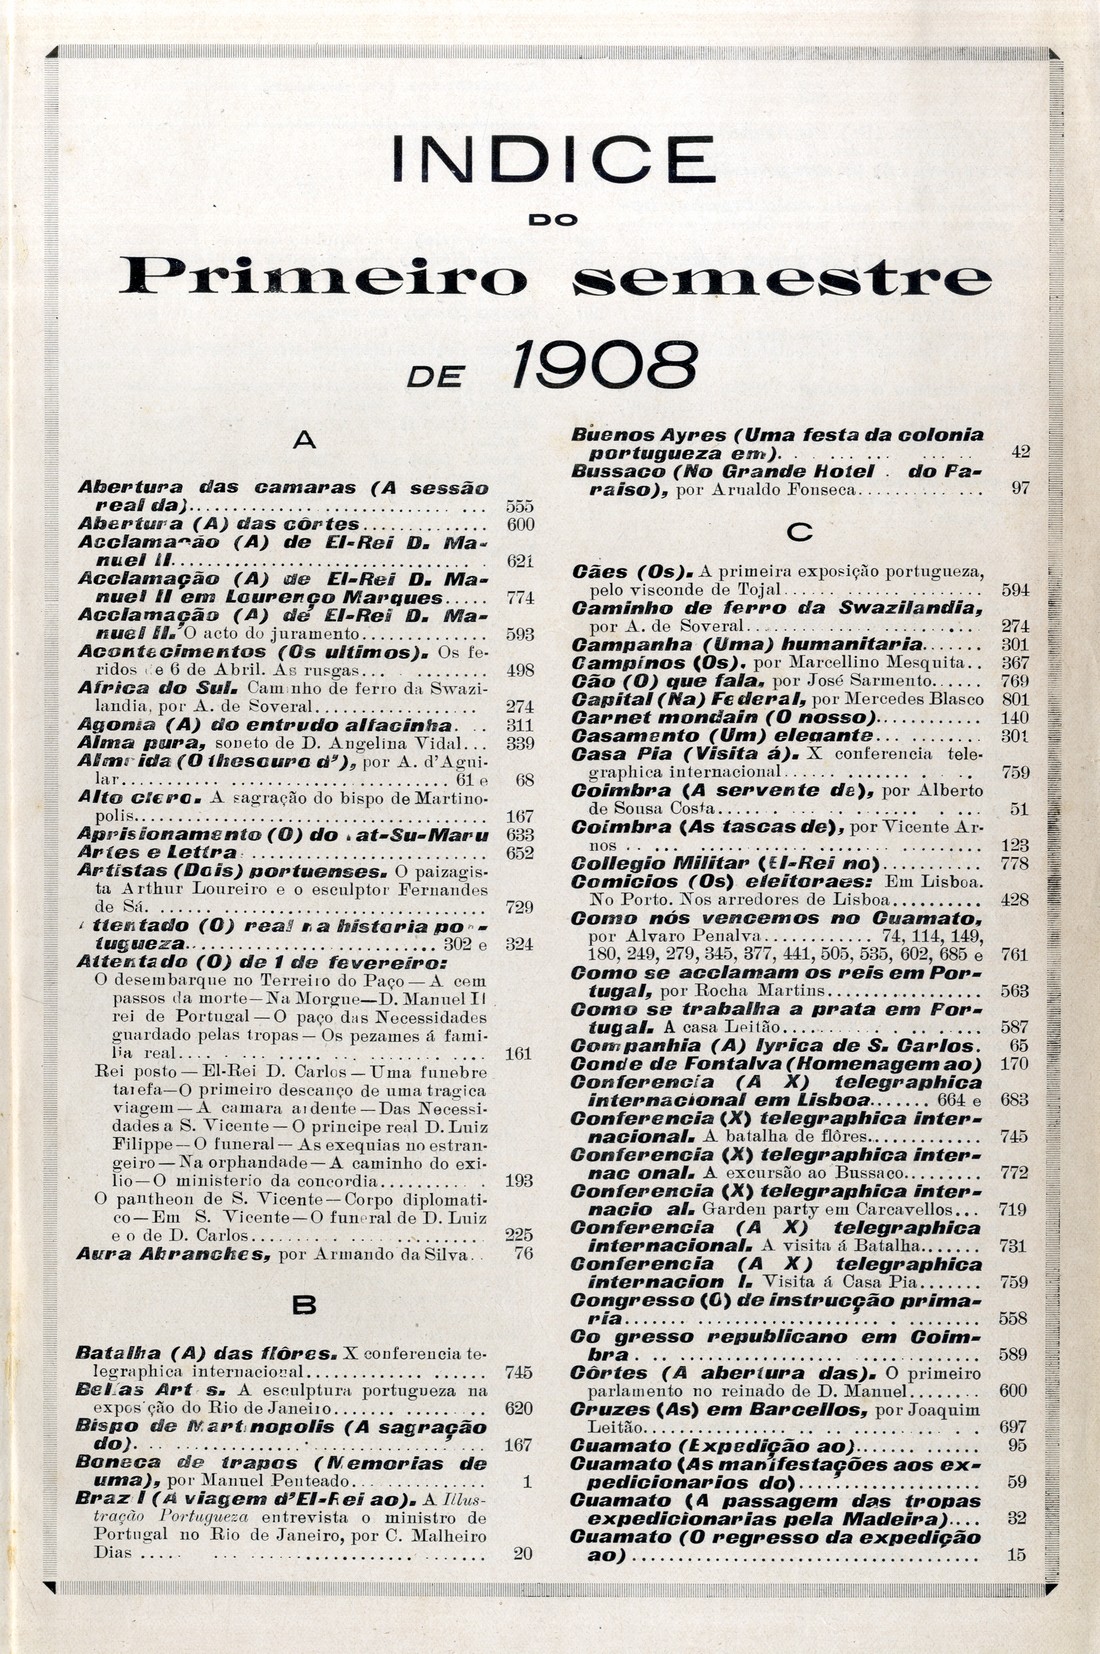 INDICE
DO
Primeiro semestre
DE 1908
A
Abertura das camaras (A sessão
real da)........ 555
Abertura (A) das côrtes........ 600
Acclamação (A) de El-Rei D. Ma-
nuel II........ 621
Acclamação (A) de El-Rei D. Ma-
nuel II em Lourenço Marques..... 774
Acclamação (A) de El-Rei D. Ma-
nuel II. O acto do juramento........ 593
Acontecimentos (Os ultimos). Os fe-
ridos de 6 de Abril. As rusgas........ 498
Africa do Sul. Caminho de ferro da Swazi-
landia, por A. de Soveral........ 274
Agonia (A) do entrudo alfacinha. .. 311
Alma pura, soneto de D. Angelina Vidal... 339
Almeida (O thesouro d'), por A. d'Agui-
lar........ 61 e 68
Alto clero. A sagração do bispo de Martino-
polis........ 167
Aprisionamento (O) do Tat-Su-Maru 633
Artes e Lettra........ 652
Artistas (Dois) portuenses. O paizagis-
ta Arthur Loureiro e o esculptor Fernandes
de Sá........ 729
Attentado (O) real na historia por-
tugueza........ 302 e 324
Attentado (O) de 1 de fevereiro:
O desembarque no Terreiro do Paço—A cem
passos da morte—Na Morgue—D. Manuel II
rei de Portugal—O paço das Necessidades
guardado pelas tropas—Os pezames á fami-
lia real........ 161
Rei posto—El-Rei D. Carlos—Uma funebre
tarefa—O primeiro descanço de uma tragica
viagem—A camara ardente—Das Necessi-
dades a S. Vicente—O principe real D. Luiz
Filippe—O funeral—As exequias no estran-
geiro—Na orphandade—A caminho do exi-
lio—O ministerio da concordia........ 193
O pantheon de S. Vicente—Corpo diplomati-
co—Em S. Vicente—O funeral de D. Luiz
e o de D. Carlos........ 225
Aura Abranches, por Armando da Silva.. 76
B
Batalha (A) das flôres. X conferencia te-
legraphica internacional........ 745
Bellas Artes. A esculptura portugueza na
exposição do Rio de Janeiro........ 620
Bispo de Martinopolis (A sagração
do)........ 167
Boneca de trapos (Memorias de
uma), por Manuel Penteado........ 1
Brazil (A viagem d'El-Rei ao). A Illus-
tração Portugueza entrevista o ministro de
Portugal no Rio de Janeiro, por C. Malheiro
Dias ........ 20
Buenos Ayres (Uma festa da colonia
portugueza em)........ 42
Bussaco (No Grande Hotel . do Pa-
raiso), por Arnaldo Fonseca........ 97
C
Cães (Os). A primeira exposição portugueza,
pelo visconde de Tojal........ 594
Caminho de ferro da Swazilandia,
por A. de Soveral........ 274
Campanha (Uma) humanitaria........ 301
Campinos (Os), por Marcellino Mesquita.. 367
Cão (O) que fala, por José Sarmento...... 769
Capital (Na) Federal, por Mercedes Blasco 801
Carnet mondain (O nosso)........ 140
Casamento (Um) elegante........ 301
Casa Pia (Visita á). X conferencia tele-
graphica internacional........ 759
Coimbra (A servente de), por Alberto
de Sousa Costa........ 51
Coimbra (As tascas de), por Vicente Ar-
nos ........ 123
Collegio Militar (El-Rei no)........ 778
Comicios (Os) eleitoraes: Em Lisboa.
No Porto. Nos arredores de Lisboa........ 428
Como nós vencemos no Cuamato,
por Alvaro Penalva........ 74, 114, 149,
180, 249, 279, 345, 377, 441, 505, 535, 602, 685 e 761
Como se acclamam os reis em Por-
tugal, por Rocha Martins........ 563
Como se trabalha a prata em Por-
tugal. A casa Leitão........ 587
Companhia (A) lyrica de S. Carlos. 65
Conde de Fontalva (Homenagem ao) 170
Conferencia (A X) telegraphica
internacional em Lisboa....... 664 e 683
Conferencia (X) telegraphica inter-
nacional. A batalha de flôres........ 745
Conferencia (X) telegraphica inter-
nacional. A excursão ao Bussaco........ 772
Conferencia (X) telegraphica inter-
nacional. Garden party em Carcavellos... 719
Conferencia (A X) telegraphica
internacional. A visita á Batalha....... 731
Conferencia (A X) telegraphica
internacional. Visita á Casa Pia....... 759
Congresso (O) de instrucção prima-
ria........ 558
Congresso republicano em Coim-
bra........ 589
Côrtes (A abertura das). O primeiro
parlamento no reinado de D. Manuel........ 600
Cruzes (As) em Barcellos, por Joaquim
Leitão........ 697
Cuamato (Expedição ao)........ 95
Cuamato (As manifestações aos ex-
pedicionarios do)........ 59
Cuamato (A passagem das tropas
expedicionarias pela Madeira).... 32
Cuamato (O regresso da expedição
ao)........ 15